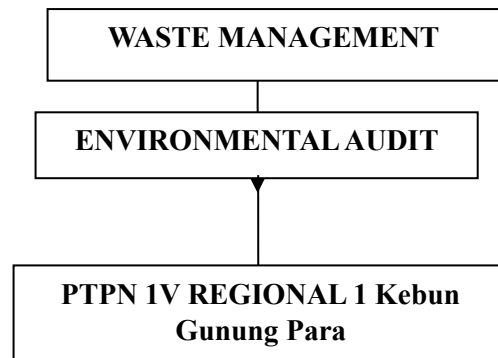 WASTE MANAGEMENT
ENVIRONMENTAL AUDIT
PTPN 1V REGIONAL 1 Kebun
Gunung Para